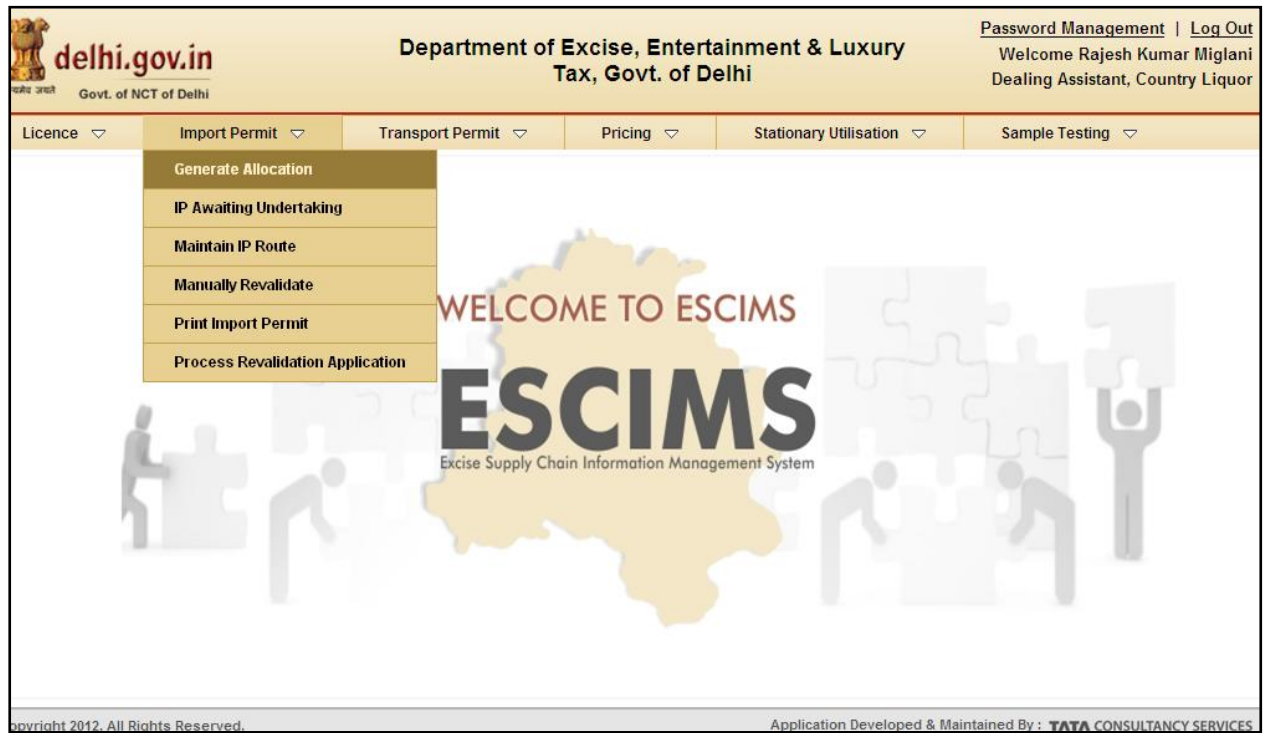 Password Management | Log Out
delhi.gov.in
Department of Excise, Entertainment & Luxury
Tax, Govt. of Delhi
Welcome Rajesh Kumar Miglani
Dealing Assistant, Country Liquor
Govt. of NCT of Delhi
Licence
Import Permit
Transport Permit
Pricing
Stationary Utilisation
Sample Testing
Generate Allocation
IP Awaiting Undertaking
Maintain IP Route
Manually Revalidate
Print Import Permit
Process Revalidation Application
WELCOME TO ESCIMS
ESCIMS
Excise Supply Chain Information Management System
opyright 2012. All Rights Reserved.
Application Developed & Maintained By : TATA CONSULTANCY SERVICES